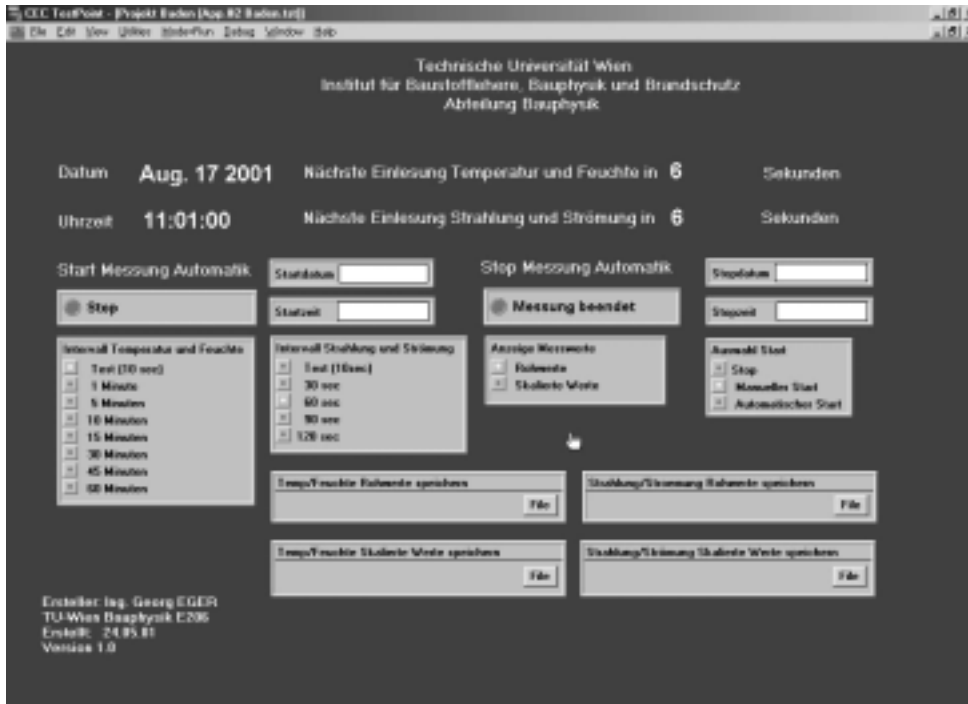 CEC TestPoint - [Projekt Baden (App #2 Baden.tst)]
File Edit View Utilities Mode=Run Debug Window Help
Technische Universität Wien
Institut für Baustofflehere, Bauphysik und Brandschutz
Abteilung Bauphysik
Datum Aug. 17 2001 Nächste Einlesung Temperatur und Feuchte in 6 Sekunden
Uhrzeit 11:01:00 Nächste Einlesung Strahlung und Strömung in 6 Sekunden
Start Messung Automatik
Startdatum
Stop Messung Automatik
Stopdatum
Stop
Startzeit
Messung beendet
Stopzeit
Intervall Temperatur und Feuchte
Test (10 sec)
1 Minute
5 Minuten
10 Minuten
15 Minuten
30 Minuten
45 Minuten
60 Minuten
Intervall Strahlung und Strömung
Test (10sec)
30 sec
60 sec
90 sec
120 sec
Anzeige Messwerte
Rohwerte
Skalierte Werte
Auswahl Start
Stop
Manueller Start
Automatischer Start
Temp/Feuchte Rohwerte speichern
File
Strahlung/Stroemung Rohwerte speichern
File
Temp/Feuchte Skalierte Werte speichern
File
Strahlung/Strömung Skalierte Werte speichern
File
Ersteller: Ing. Georg EGER
TU-Wien Bauphysik E206
Erstellt: 24.05.01
Version 1.0